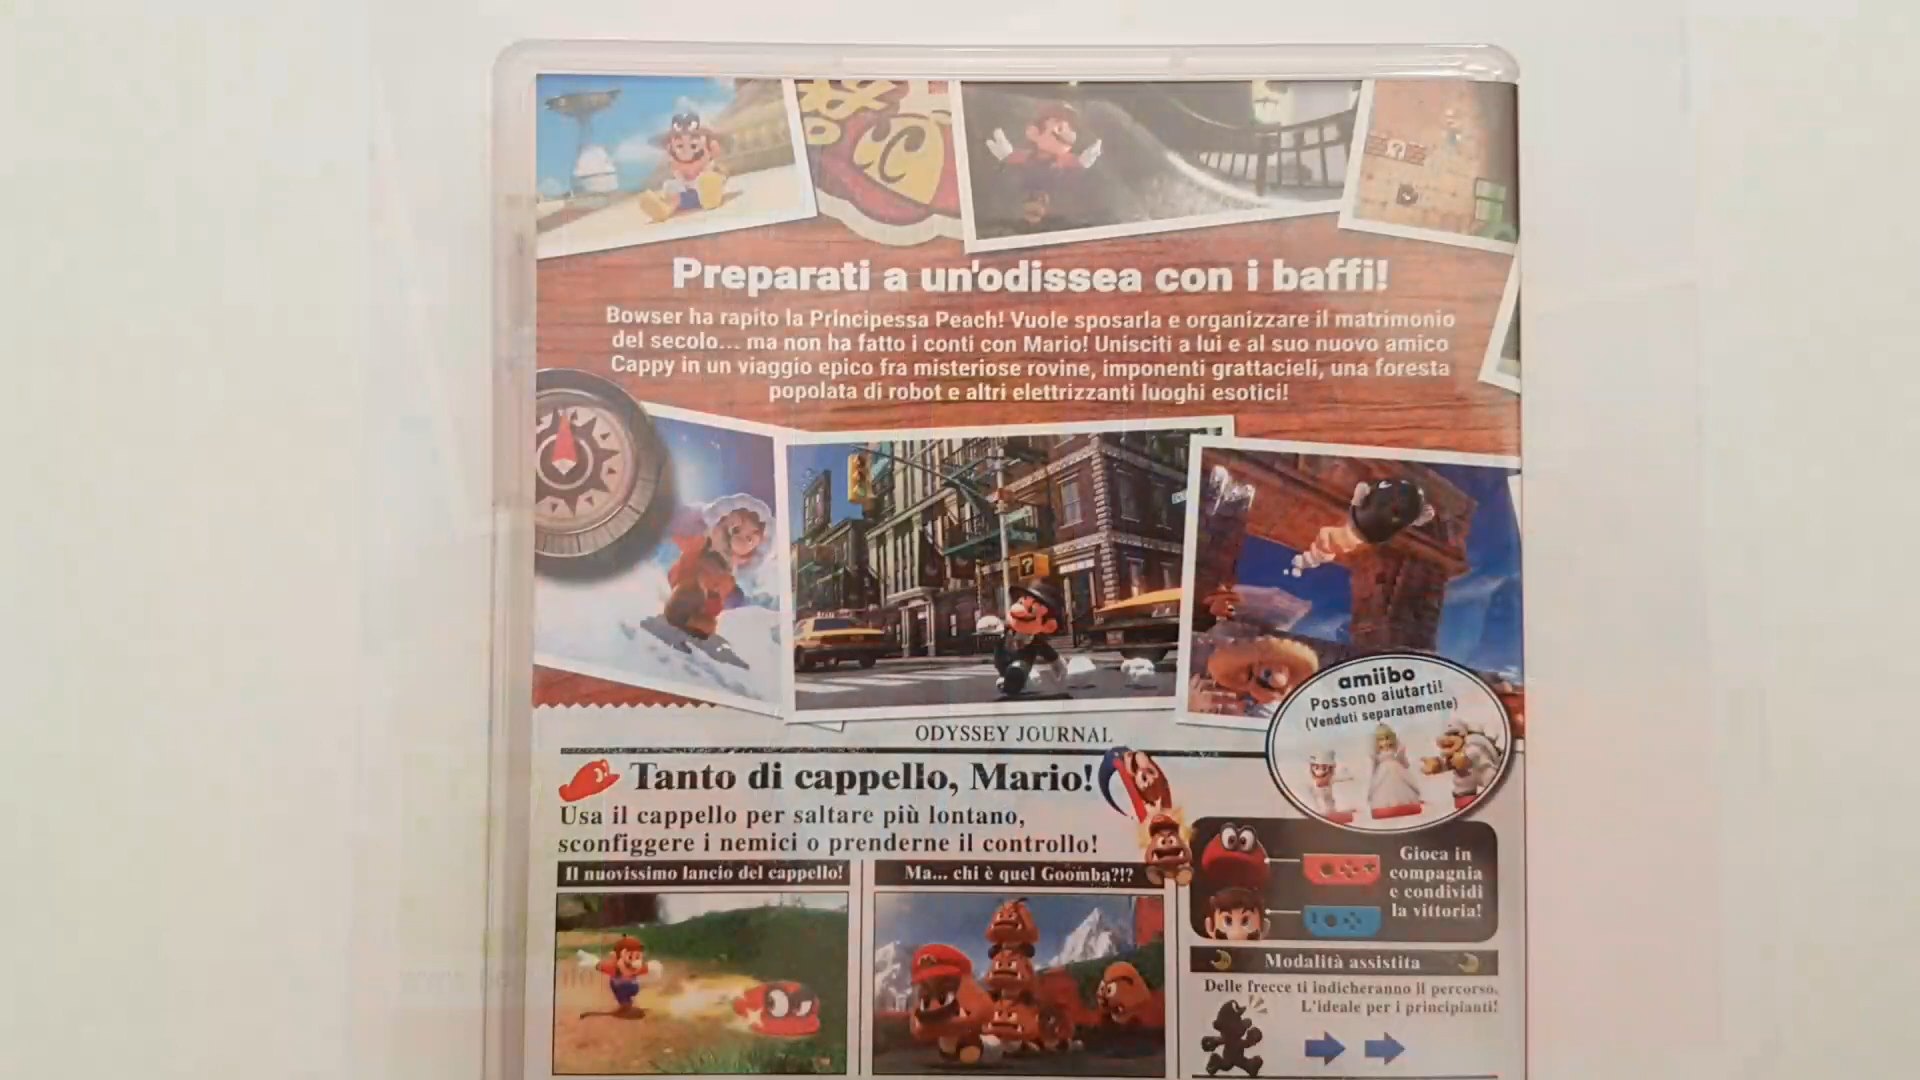 Preparati a un'odissea con i baffi!
Bowser ha rapito la Principessa Peach! Vuole sposarla e organizzare il matrimonio
del secolo... ma non ha fatto i conti con Mario! Unisciti a lui e al suo nuovo amico
Cappy in un viaggio epico fra misteriose rovine, imponenti grattacieli, una foresta
popolata di robot e altri elettrizzanti luoghi esotici!
amiibo
Possono aiutarti!
(Venduti separatamente)
ODYSSEY JOURNAL
Tanto di cappello, Mario!
Usa il cappello per saltare più lontano,
sconfiggere i nemici o prenderne il controllo!
Il nuovissimo lancio del cappello!
Ma... chi è quel Goomba?!?
Gioca in
compagnia
e condividi
la vittoria!
Modalità assistita
Delle frecce ti indicheranno il percorso.
L'ideale per i principianti!